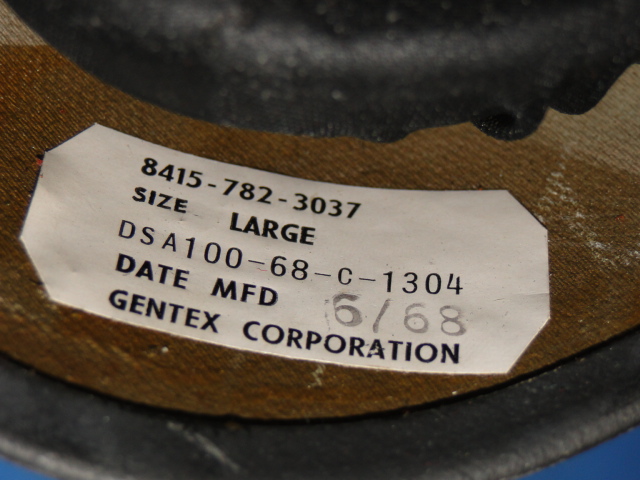 8415-782-3037
SIZE LARGE
DSA100-68-C-1304
DATE MFD 6/68
GENTEX CORPORATION